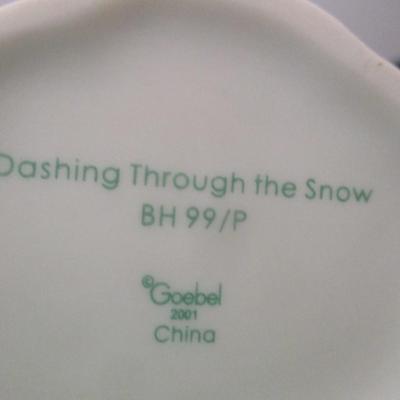 Dashing Through the Snow
BH 99/P
©Goebel
2001
China